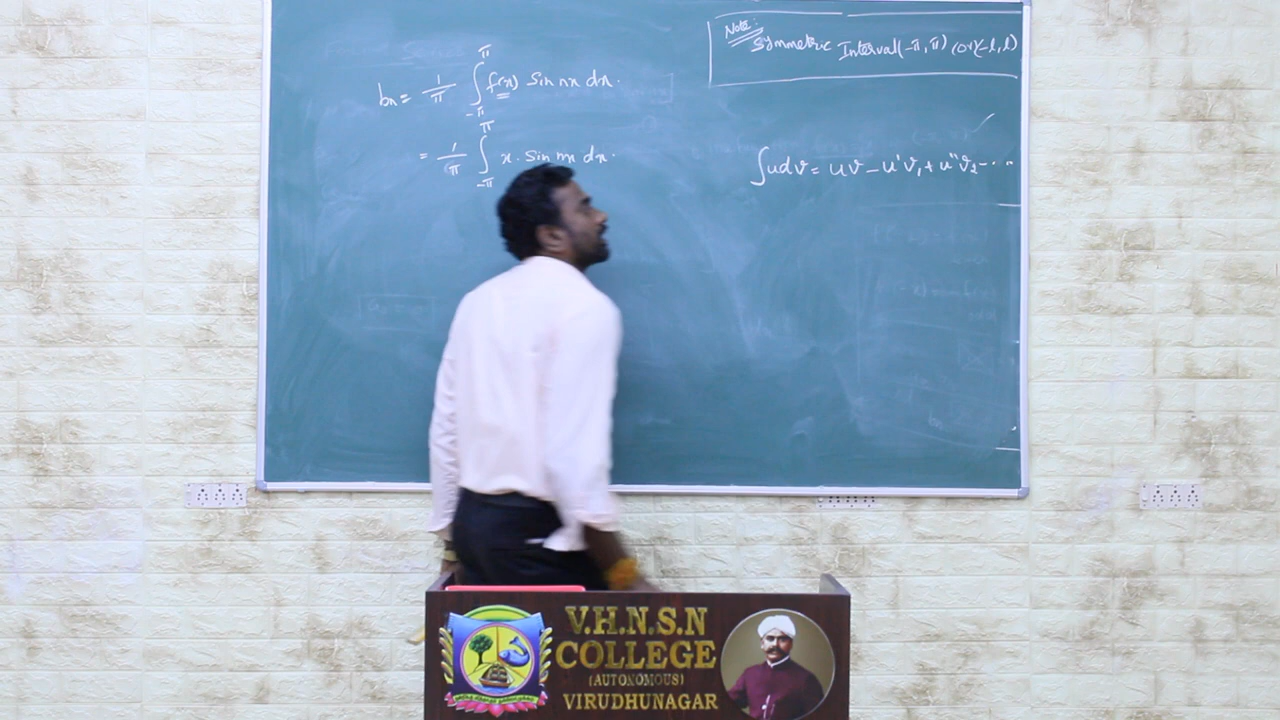 bn = 1/π ∫_{-π}^{π} f(x) sin nx dx.
= 1/π ∫_{-π}^{π} x. sin nx dx.
Note:
Symmetric Interval (-π, π) (or) (-l, l)
∫udv = uv - u'v₁ + u''v₂ - ....
V.H.N.S.N
COLLEGE
(AUTONOMOUS)
VIRUDHUNAGAR